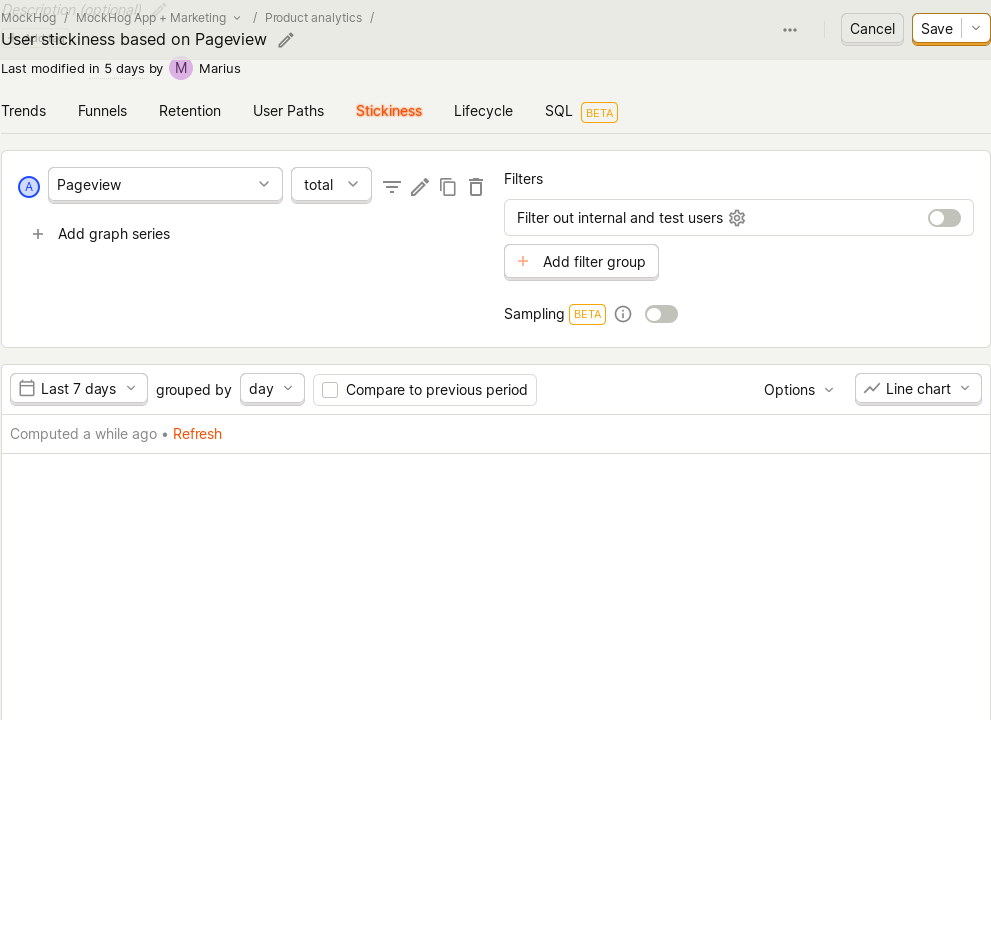 Description (optional)
MockHog / MockHog App + Marketing / Product analytics /
User stickiness based on Pageview
Cancel
Save
Last modified in 5 days by M Marius
Trends Funnels Retention User Paths Stickiness Lifecycle SQL BETA
A Pageview total
Add graph series
Filters
Filter out internal and test users
Add filter group
Sampling BETA
Last 7 days grouped by day Compare to previous period Options Line chart
Computed a while ago • Refresh